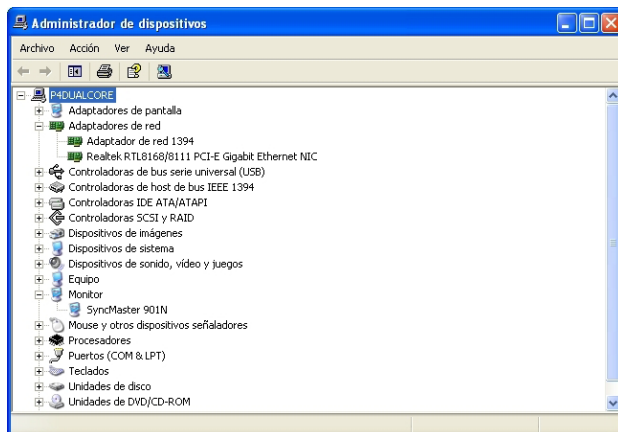 Administrador de dispositivos
Archivo Acción Ver Ayuda
P4DUALCORE
Adaptadores de pantalla
Adaptadores de red
Adaptador de red 1394
Realtek RTL8168/8111 PCI-E Gigabit Ethernet NIC
Controladoras de bus serie universal (USB)
Controladoras de host de bus IEEE 1394
Controladoras IDE ATA/ATAPI
Controladoras SCSI y RAID
Dispositivos de imágenes
Dispositivos de sistema
Dispositivos de sonido, vídeo y juegos
Equipo
Monitor
SyncMaster 901N
Mouse y otros dispositivos señaladores
Procesadores
Puertos (COM & LPT)
Teclados
Unidades de disco
Unidades de DVD/CD-ROM